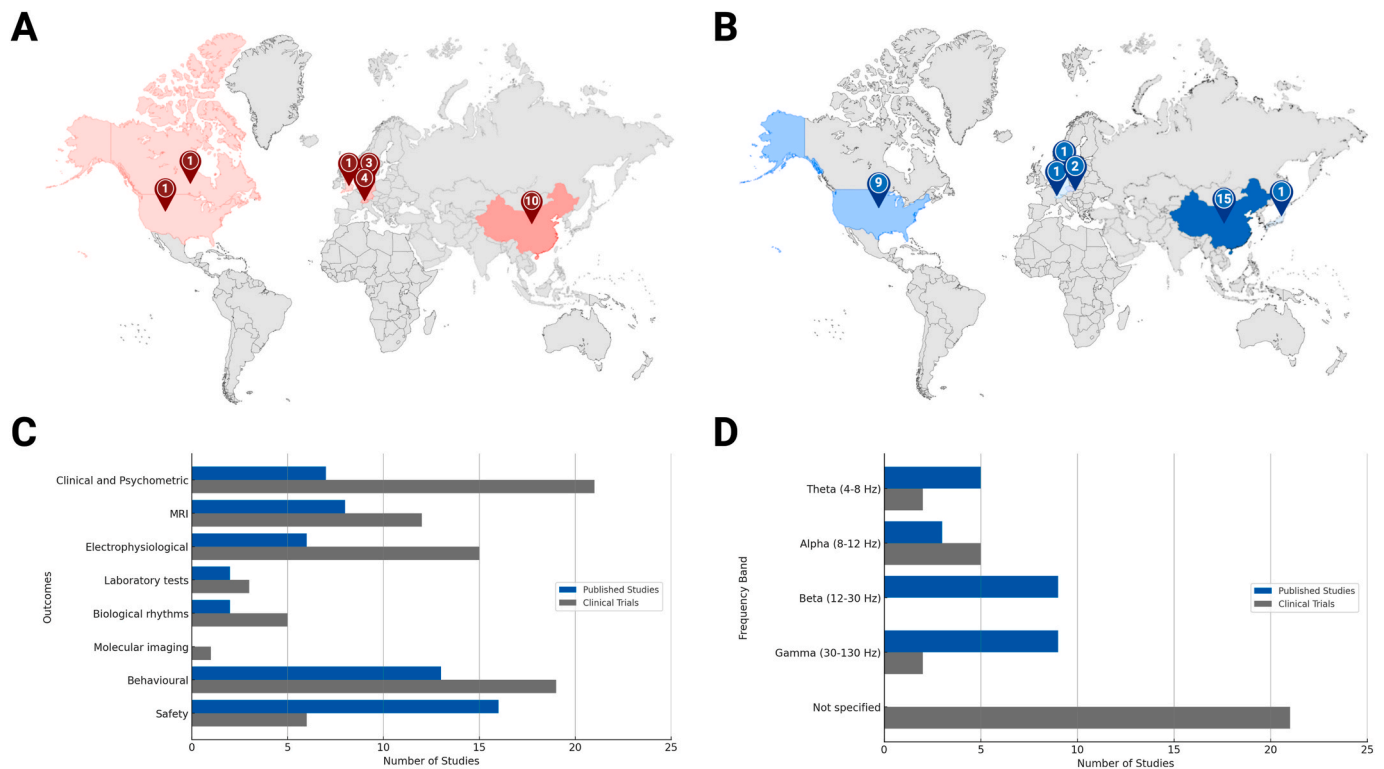 A
B
1
1
1
3
4
10
9
1
1
2
15
1
C
Outcomes
Clinical and Psychometric
MRI
Electrophysiological
Laboratory tests
Biological rhythms
Molecular imaging
Behavioural
Safety
Published Studies
Clinical Trials
0 5 10 15 20 25
Number of Studies
D
Frequency Band
Theta (4-8 Hz)
Alpha (8-12 Hz)
Beta (12-30 Hz)
Gamma (30-130 Hz)
Not specified
Published Studies
Clinical Trials
0 5 10 15 20 25
Number of Studies